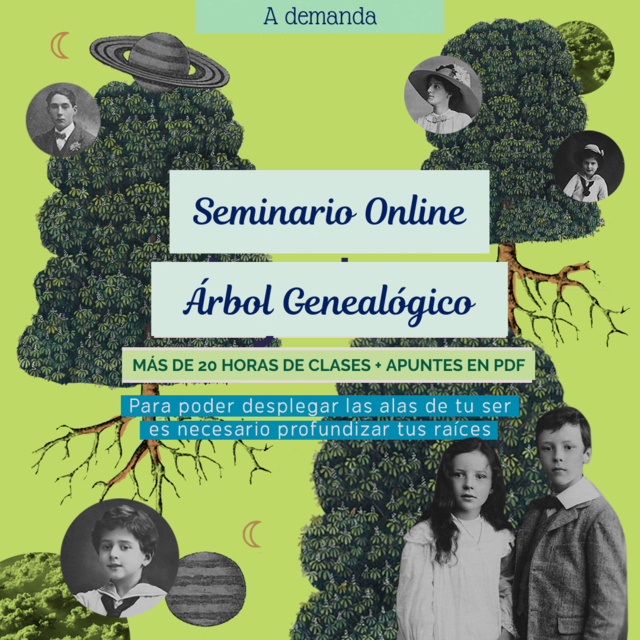 A demanda
Seminario Online
Árbol Genealógico
MÁS DE 20 HORAS DE CLASES + APUNTES EN PDF
Para poder desplegar las alas de tu ser
es necesario profundizar tus raíces